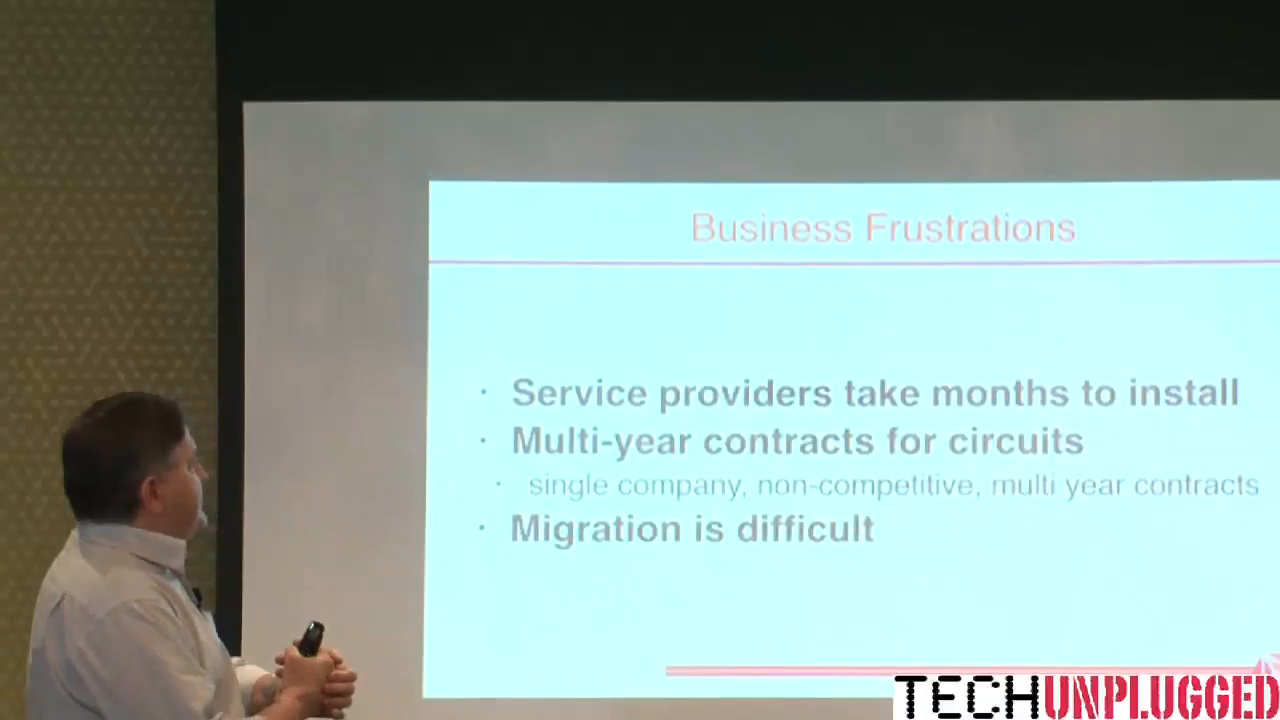 Business Frustrations
· Service providers take months to install
· Multi-year contracts for circuits
· single company, non-competitive, multi year contracts
· Migration is difficult
TECHUNPLUGGED